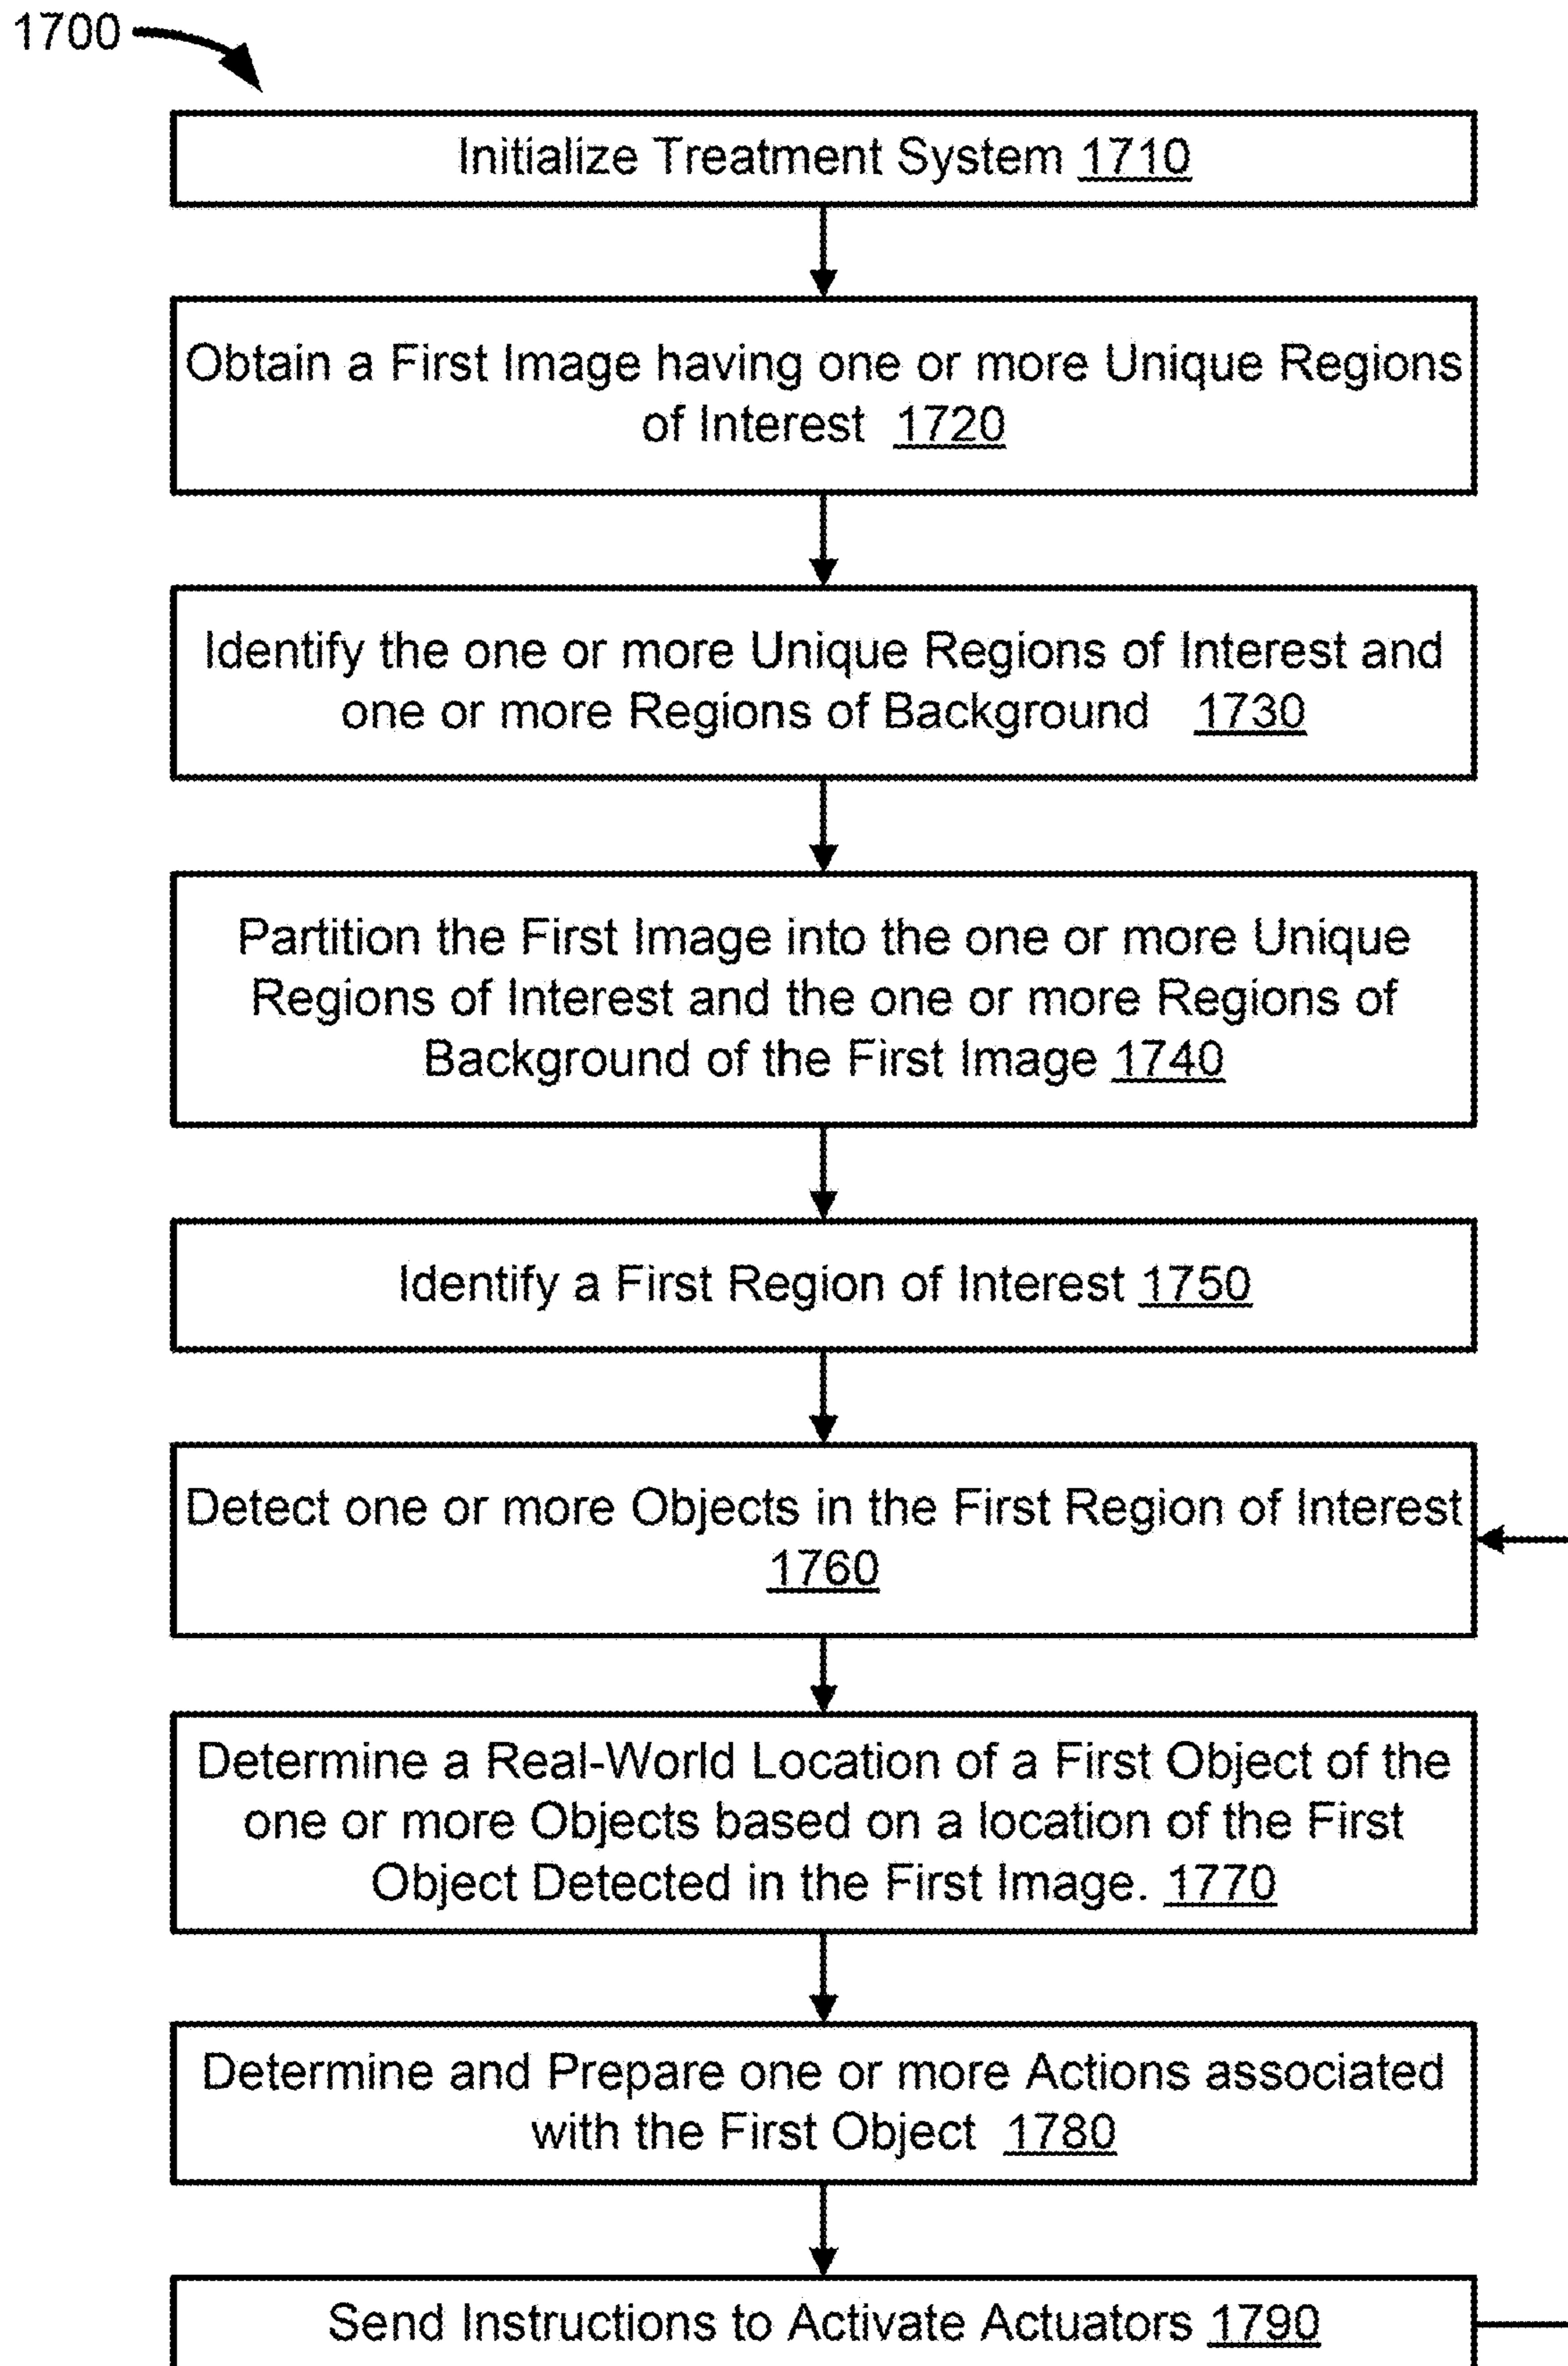 1700
Initialize Treatment System 1710
Obtain a First Image having one or more Unique Regions
of Interest 1720
Identify the one or more Unique Regions of Interest and
one or more Regions of Background 1730
Partition the First Image into the one or more Unique
Regions of Interest and the one or more Regions of
Background of the First Image 1740
Identify a First Region of Interest 1750
Detect one or more Objects in the First Region of Interest
1760
Determine a Real-World Location of a First Object of the
one or more Objects based on a location of the First
Object Detected in the First Image. 1770
Determine and Prepare one or more Actions associated
with the First Object 1780
Send Instructions to Activate Actuators 1790